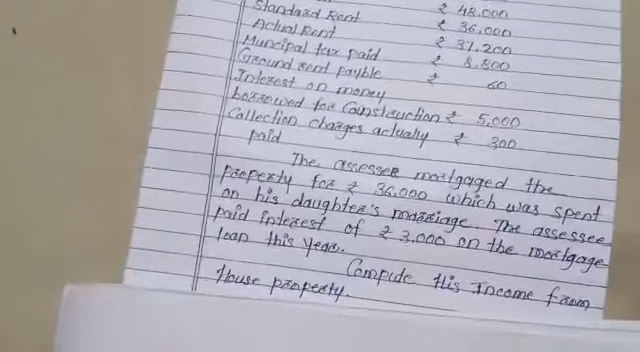 Standard Rent ₹ 48,000
Actual Rent ₹ 36,000
Muncipal tax paid ₹ 37,200
Ground rent payble ₹ 8,800
Interest on money ₹ 60
borrowed for Construction ₹ 5,000
Collection charges actually ₹ 300
paid
The assessee mortgaged the
property for ₹ 36,000 which was spent
on his daughter's marriage. The assessee
paid interest of ₹ 3,000 on the mortgage
loan this year.
Compute His Income from
House property.